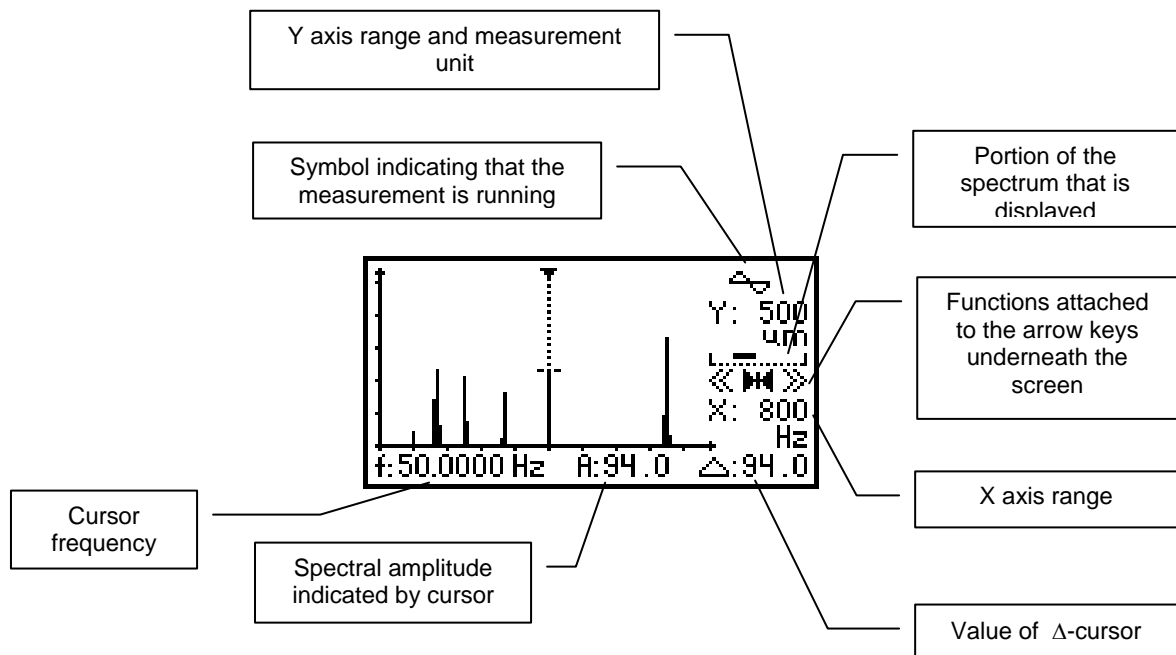 Y axis range and measurement
unit
Symbol indicating that the
measurement is running
Portion of the
spectrum that is
displayed
Functions attached
to the arrow keys
underneath the
screen
Y: 500
µm
X: 800
Hz
f:50.0000 Hz A:94.0 △:94.0
Cursor
frequency
Spectral amplitude
indicated by cursor
X axis range
Value of Δ-cursor